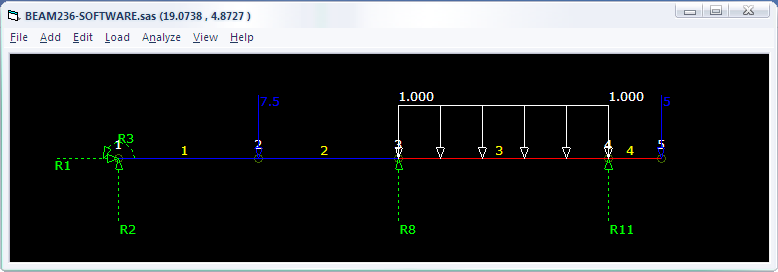 BEAM236-SOFTWARE.sas (19.0738 , 4.8727 )
File Add Edit Load Analyze View Help
1.000 1.000
7.5 5
R3
1 2 3 4 5
1 2 3 4
R1
R2 R8 R11